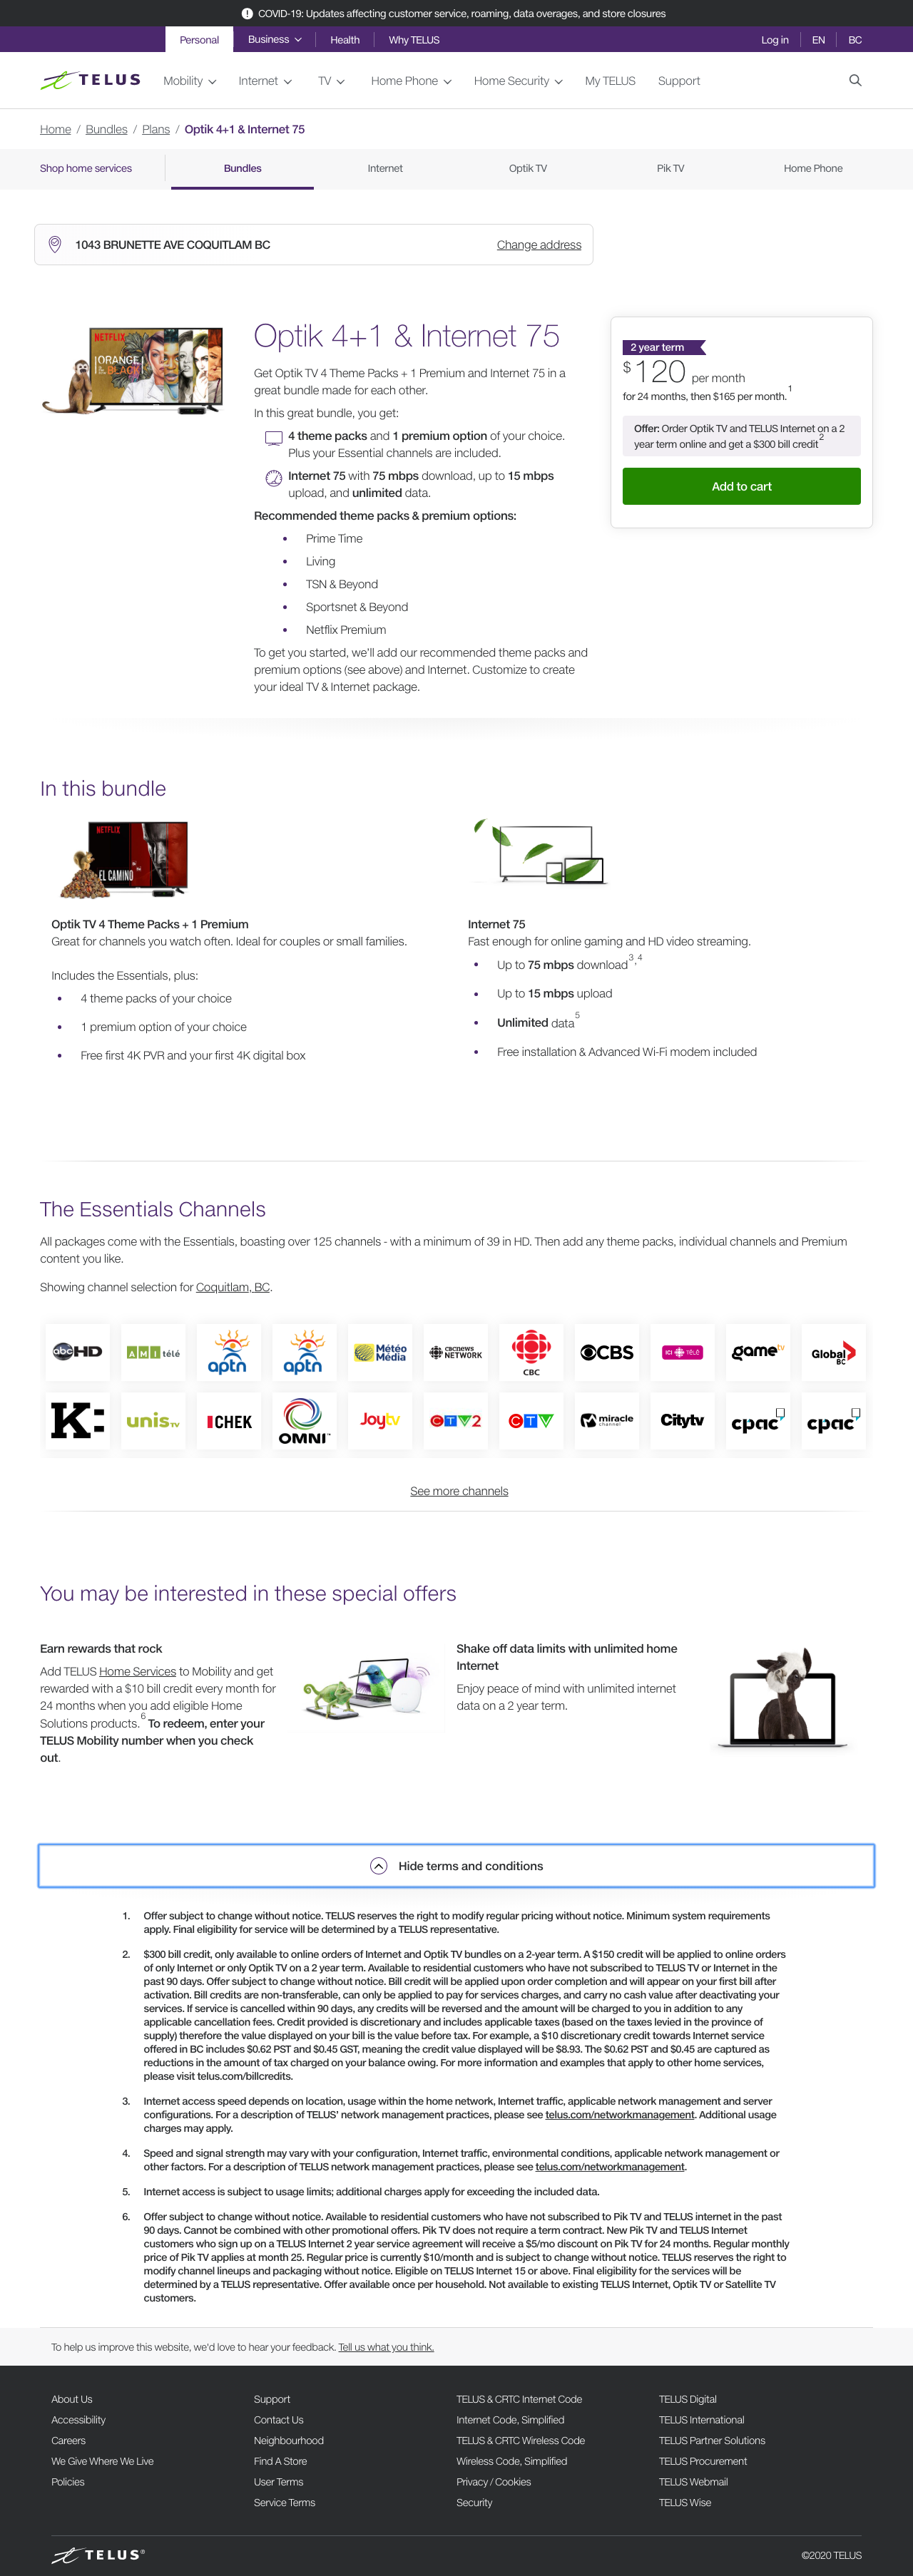 COVID-19: Updates affecting customer service, roaming, data overages, and store closures
Personal
Business
Health
Why TELUS
Log in
EN
BC
TELUS
Mobility
Internet
TV
Home Phone
Home Security
My TELUS
Support
Home / Bundles / Plans / Optik 4+1 & Internet 75
Shop home services
Bundles
Internet
Optik TV
Pik TV
Home Phone
1043 BRUNETTE AVE COQUITLAM BC
Change address
NETFLIX
ORANGE
is the new
BLACK
Optik 4+1 & Internet 75
Get Optik TV 4 Theme Packs + 1 Premium and Internet 75 in a
great bundle made for each other.
In this great bundle, you get:
4 theme packs and 1 premium option of your choice.
Plus your Essential channels are included.
Internet 75 with 75 mbps download, up to 15 mbps
upload, and unlimited data.
Recommended theme packs & premium options:
• Prime Time
• Living
• TSN & Beyond
• Sportsnet & Beyond
• Netflix Premium
To get you started, we'll add our recommended theme packs and
premium options (see above) and Internet. Customize to create
your ideal TV & Internet package.
2 year term
$120 per month
for 24 months, then $165 per month.1
Offer: Order Optik TV and TELUS Internet on a 2
year term online and get a $300 bill credit2
Add to cart
In this bundle
NETFLIX
EL CAMINO
Optik TV 4 Theme Packs + 1 Premium
Great for channels you watch often. Ideal for couples or small families.
Includes the Essentials, plus:
• 4 theme packs of your choice
• 1 premium option of your choice
• Free first 4K PVR and your first 4K digital box
Internet 75
Fast enough for online gaming and HD video streaming.
• Up to 75 mbps download3,4
• Up to 15 mbps upload
• Unlimited data5
• Free installation & Advanced Wi-Fi modem included
The Essentials Channels
All packages come with the Essentials, boasting over 125 channels - with a minimum of 39 in HD. Then add any theme packs, individual channels and Premium
content you like.
Showing channel selection for Coquitlam, BC.
abc HD
AMI télé
aptn
aptn
Météo Média
CBC NEWS NETWORK
CBC
CBS
ICI TÉLÉ
gametv
Global BC
K:
unis TV
CHEK
OMNI
Joytv
CTV2
CTV
miracle channel
Citytv
cpac
cpac
See more channels
You may be interested in these special offers
Earn rewards that rock
Add TELUS Home Services to Mobility and get
rewarded with a $10 bill credit every month for
24 months when you add eligible Home
Solutions products.6 To redeem, enter your
TELUS Mobility number when you check
out.
Shake off data limits with unlimited home
Internet
Enjoy peace of mind with unlimited internet
data on a 2 year term.
Hide terms and conditions
1. Offer subject to change without notice. TELUS reserves the right to modify regular pricing without notice. Minimum system requirements
apply. Final eligibility for service will be determined by a TELUS representative.
2. $300 bill credit, only available to online orders of Internet and Optik TV bundles on a 2-year term. A $150 credit will be applied to online orders
of only Internet or only Optik TV on a 2 year term. Available to residential customers who have not subscribed to TELUS TV or Internet in the
past 90 days. Offer subject to change without notice. Bill credit will be applied upon order completion and will appear on your first bill after
activation. Bill credits are non-transferable, can only be applied to pay for services charges, and carry no cash value after deactivating your
services. If service is cancelled within 90 days, any credits will be reversed and the amount will be charged to you in addition to any
applicable cancellation fees. Credit provided is discretionary and includes applicable taxes (based on the taxes levied in the province of
supply) therefore the value displayed on your bill is the value before tax. For example, a $10 discretionary credit towards Internet service
offered in BC includes $0.62 PST and $0.45 GST, meaning the credit value displayed will be $8.93. The $0.62 PST and $0.45 are captured as
reductions in the amount of tax charged on your balance owing. For more information and examples that apply to other home services,
please visit telus.com/billcredits.
3. Internet access speed depends on location, usage within the home network, Internet traffic, applicable network management and server
configurations. For a description of TELUS' network management practices, please see telus.com/networkmanagement. Additional usage
charges may apply.
4. Speed and signal strength may vary with your configuration, Internet traffic, environmental conditions, applicable network management or
other factors. For a description of TELUS network management practices, please see telus.com/networkmanagement.
5. Internet access is subject to usage limits; additional charges apply for exceeding the included data.
6. Offer subject to change without notice. Available to residential customers who have not subscribed to Pik TV and TELUS internet in the past
90 days. Cannot be combined with other promotional offers. Pik TV does not require a term contract. New Pik TV and TELUS Internet
customers who sign up on a TELUS Internet 2 year service agreement will receive a $5/mo discount on Pik TV for 24 months. Regular monthly
price of Pik TV applies at month 25. Regular price is currently $10/month and is subject to change without notice. TELUS reserves the right to
modify channel lineups and packaging without notice. Eligible on TELUS Internet 15 or above. Final eligibility for the services will be
determined by a TELUS representative. Offer available once per household. Not available to existing TELUS Internet, Optik TV or Satellite TV
customers.
To help us improve this website, we'd love to hear your feedback. Tell us what you think.
About Us
Accessibility
Careers
We Give Where We Live
Policies
Support
Contact Us
Neighbourhood
Find A Store
User Terms
Service Terms
TELUS & CRTC Internet Code
Internet Code, Simplified
TELUS & CRTC Wireless Code
Wireless Code, Simplified
Privacy / Cookies
Security
TELUS Digital
TELUS International
TELUS Partner Solutions
TELUS Procurement
TELUS Webmail
TELUS Wise
TELUS®
©2020 TELUS